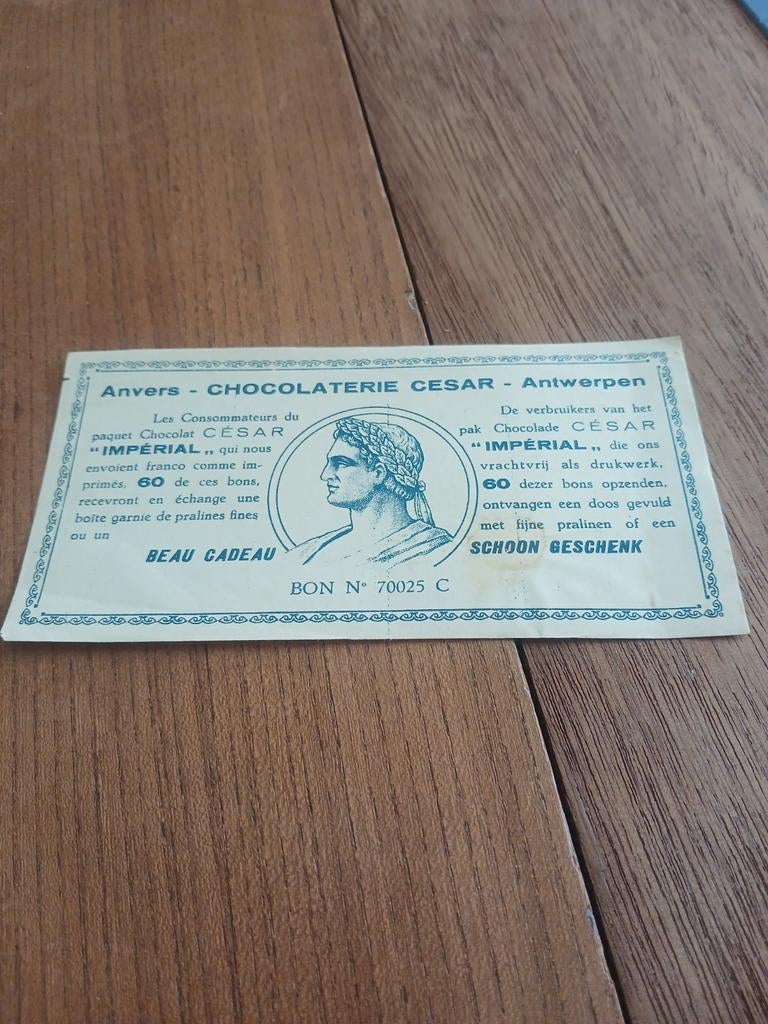 Anvers - CHOCOLATERIE CESAR - Antwerpen
Les Consommateurs du
paquet Chocolat CÉSAR
"IMPÉRIAL„ qui nous
envoient franco comme im-
primés, 60 de ces bons,
recevront en échange une
boîte garnie de pralines fines
ou un
BEAU CADEAU
De verbruikers van het
pak Chocolade CÉSAR
"IMPÉRIAL„ die ons
vrachtvrij als drukwerk,
60 dezer bons opzenden,
ontvangen een doos gevuld
met fijne pralinen of een
SCHOON GESCHENK
BON N° 70025 C